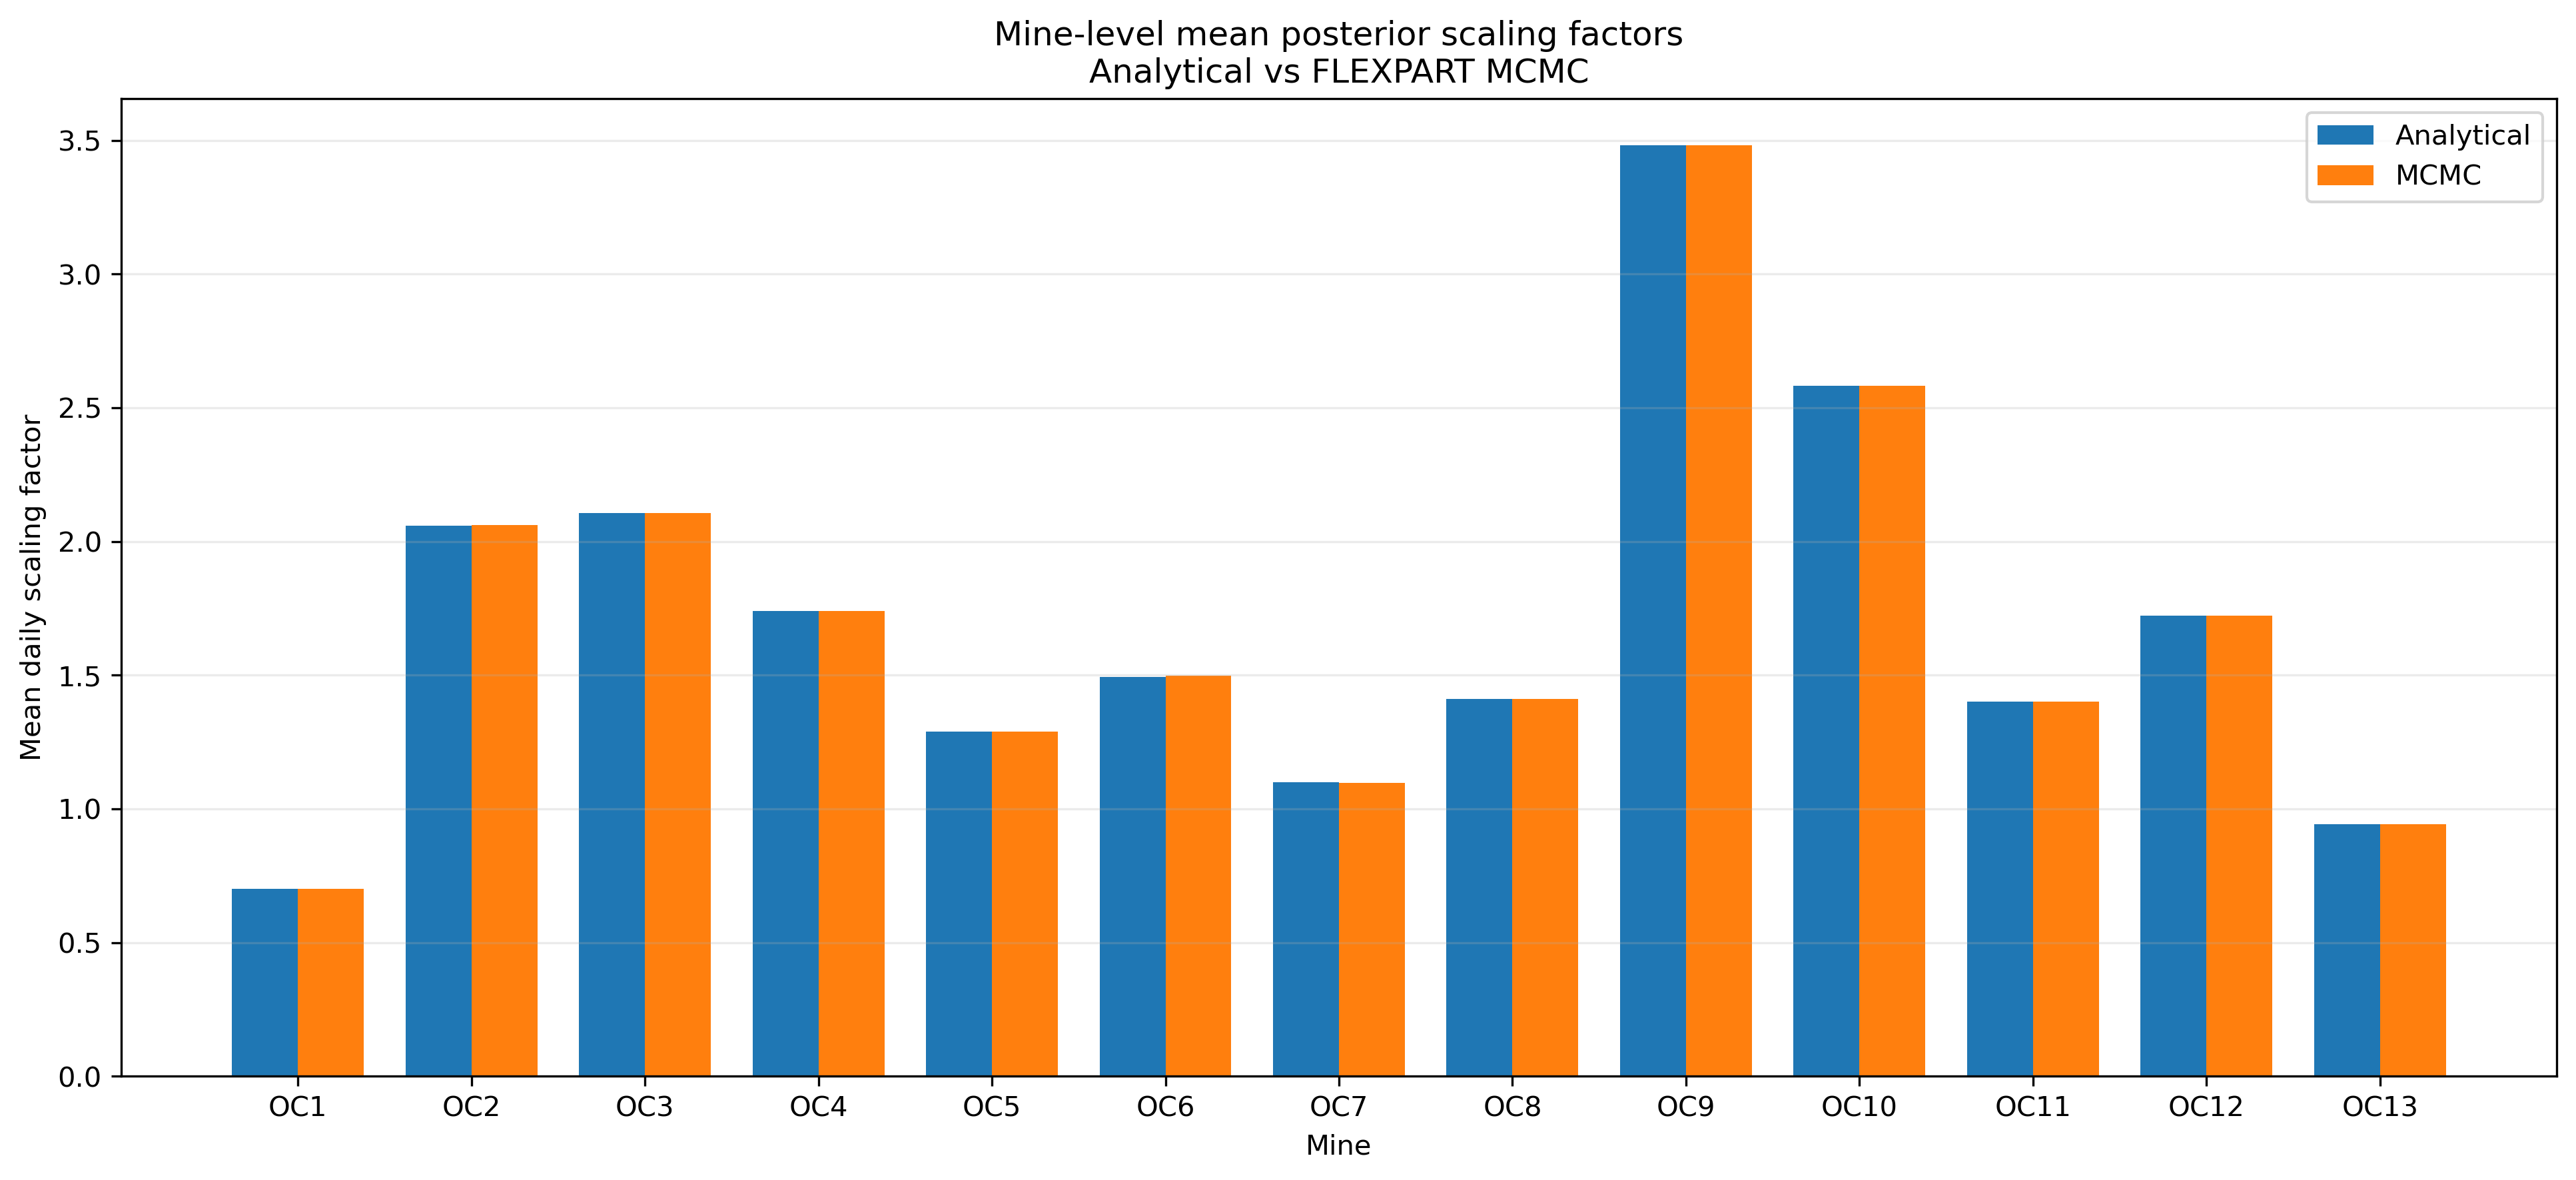 Mine-level mean posterior scaling factors
Analytical vs FLEXPART MCMC
Analytical
MCMC
Mean daily scaling factor
3.5
3.0
2.5
2.0
1.5
1.0
0.5
0.0
OC1 OC2 OC3 OC4 OC5 OC6 OC7 OC8 OC9 OC10 OC11 OC12 OC13
Mine